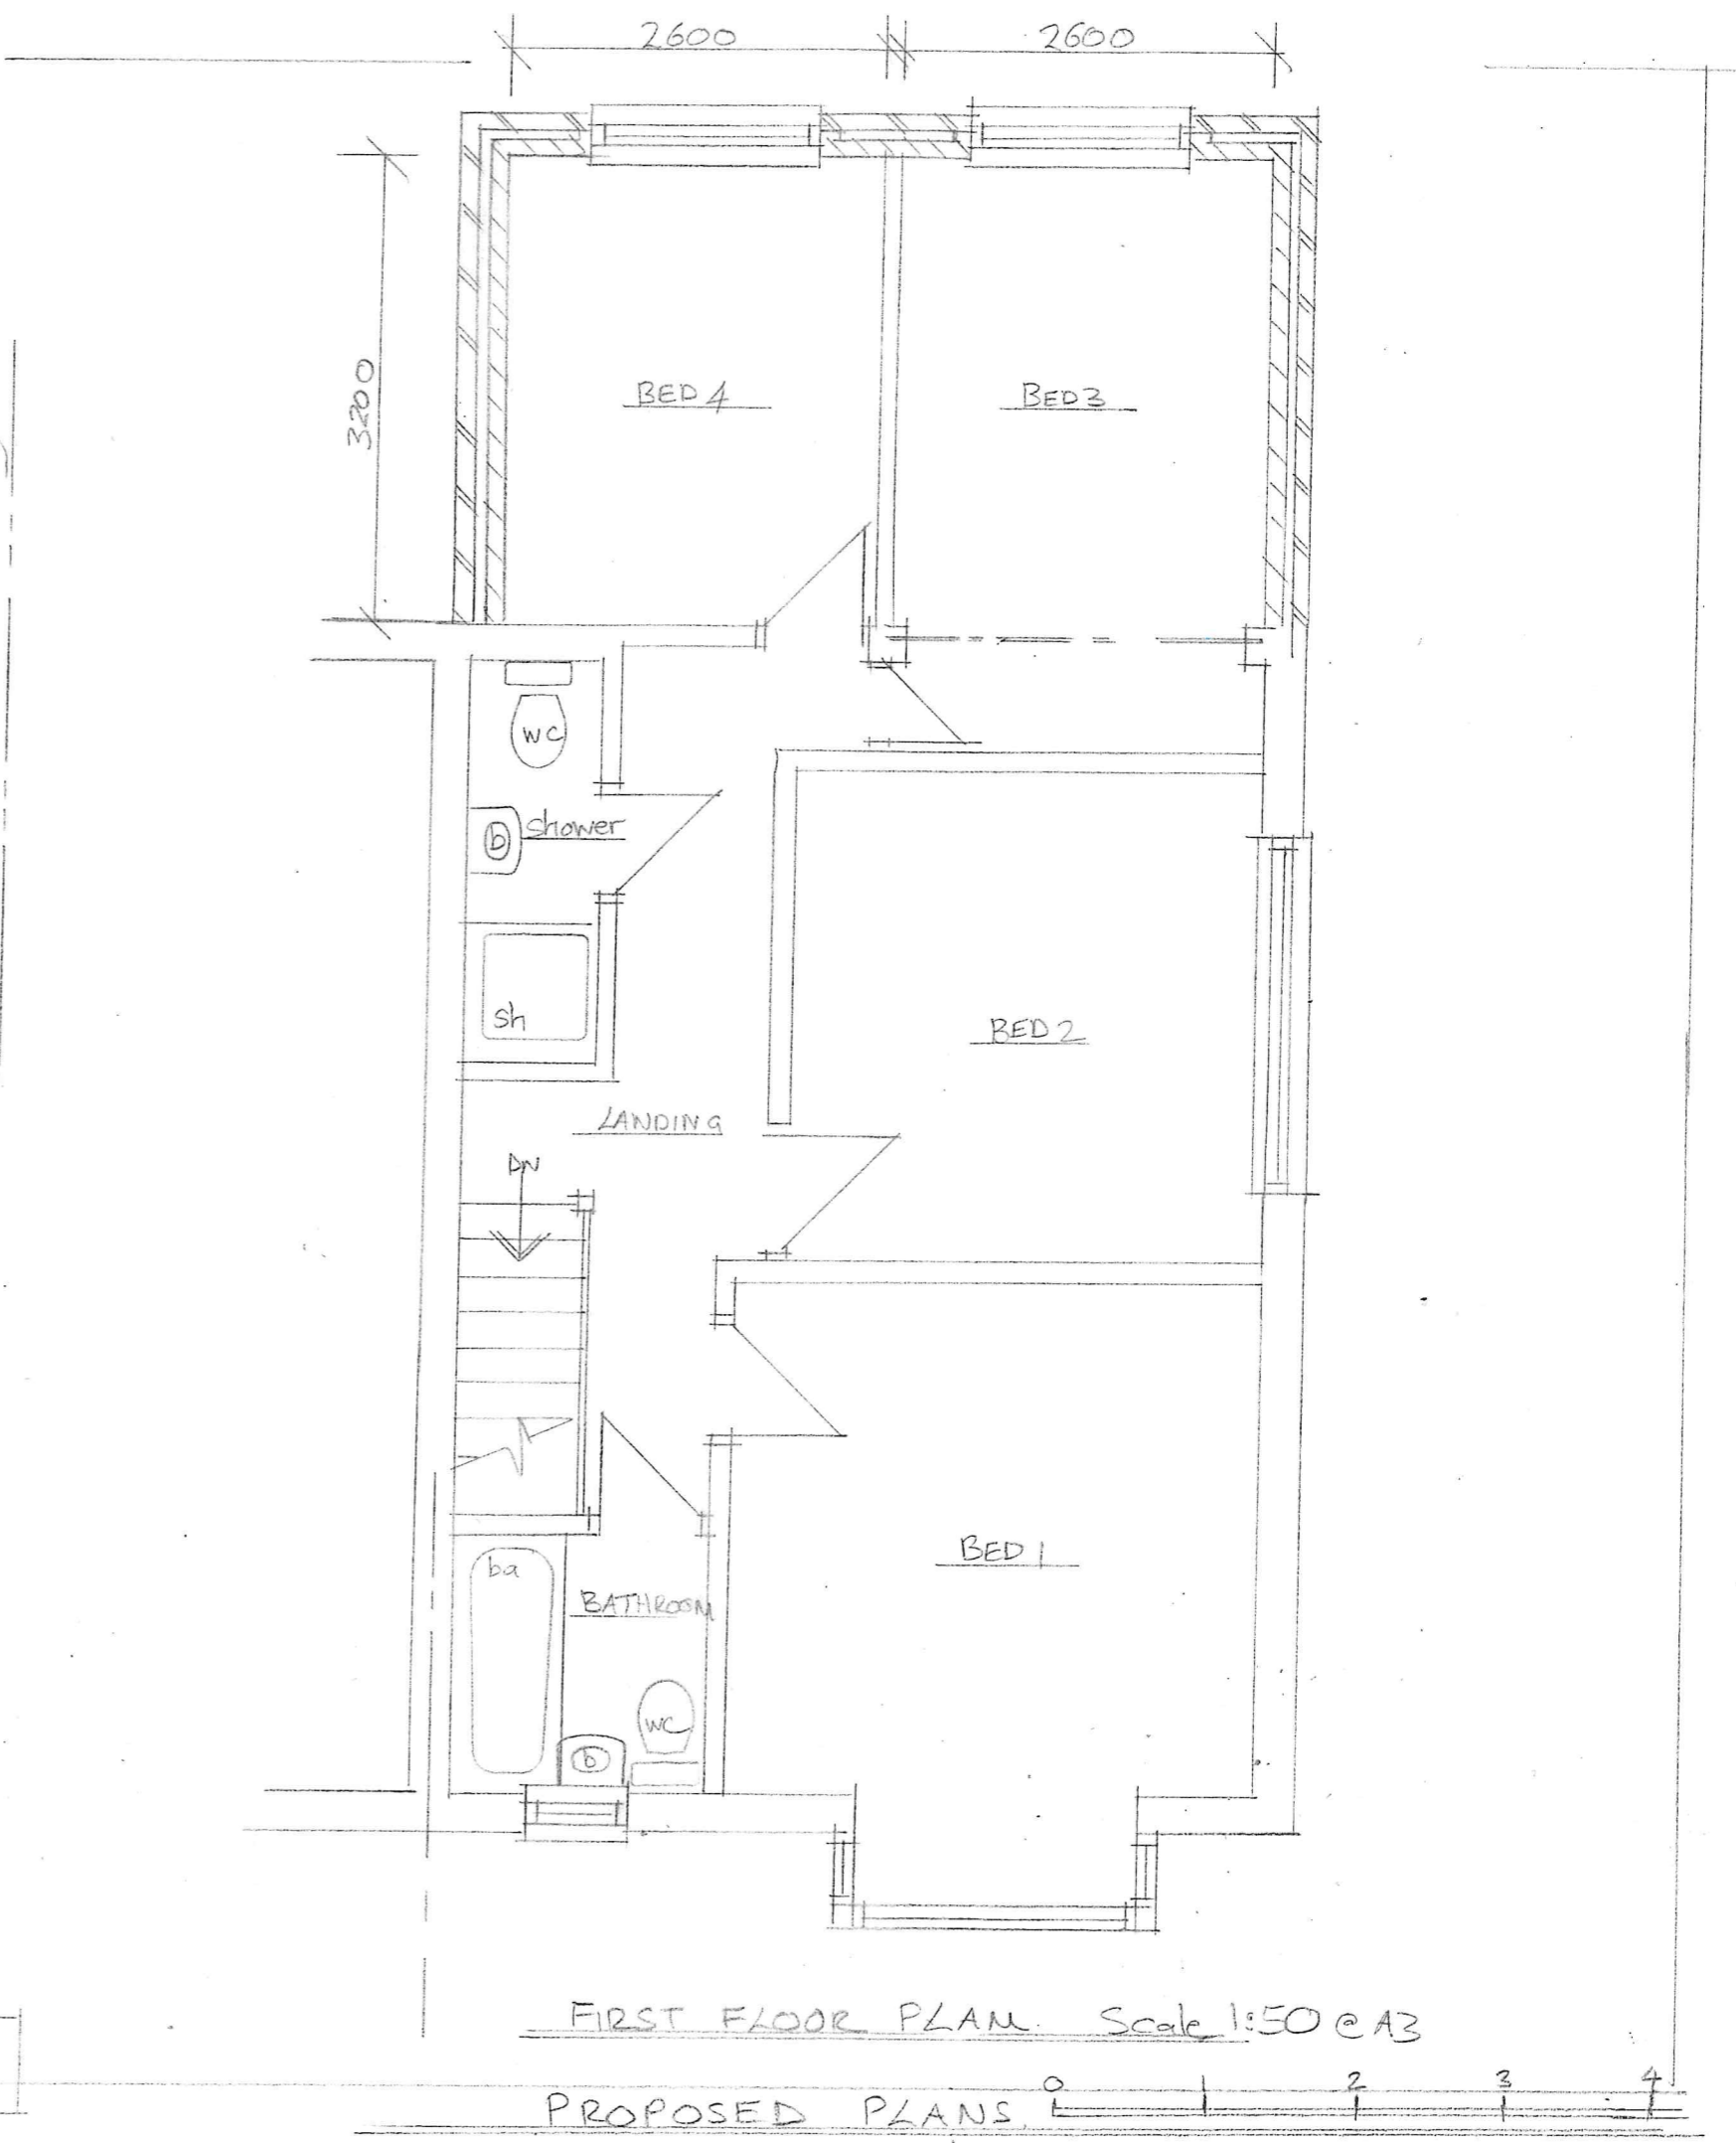 2600 2600
3200
BED 4 BED 3
WC
b shower
sh
BED 2
LANDING
DN
BED 1
ba
BATHROOM
WC
b
FIRST FLOOR PLAN. Scale 1:50 @ A3
0 1 2 3 4
PROPOSED PLANS.